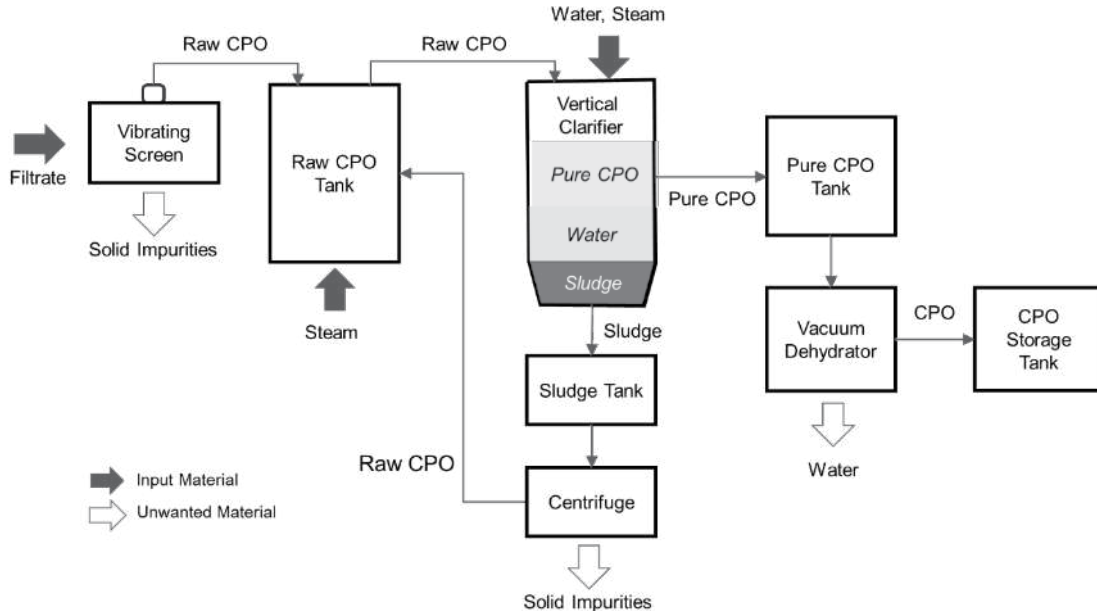 Water, Steam
Raw CPO
Raw CPO
Vertical
Clarifier
Vibrating
Screen
Filtrate
Solid Impurities
Raw CPO
Tank
Steam
Pure CPO
Water
Sludge
Pure CPO
Pure CPO
Tank
Sludge
Vacuum
Dehydrator
CPO
CPO
Storage
Tank
Water
Sludge Tank
Raw CPO
Centrifuge
Solid Impurities
Input Material
Unwanted Material